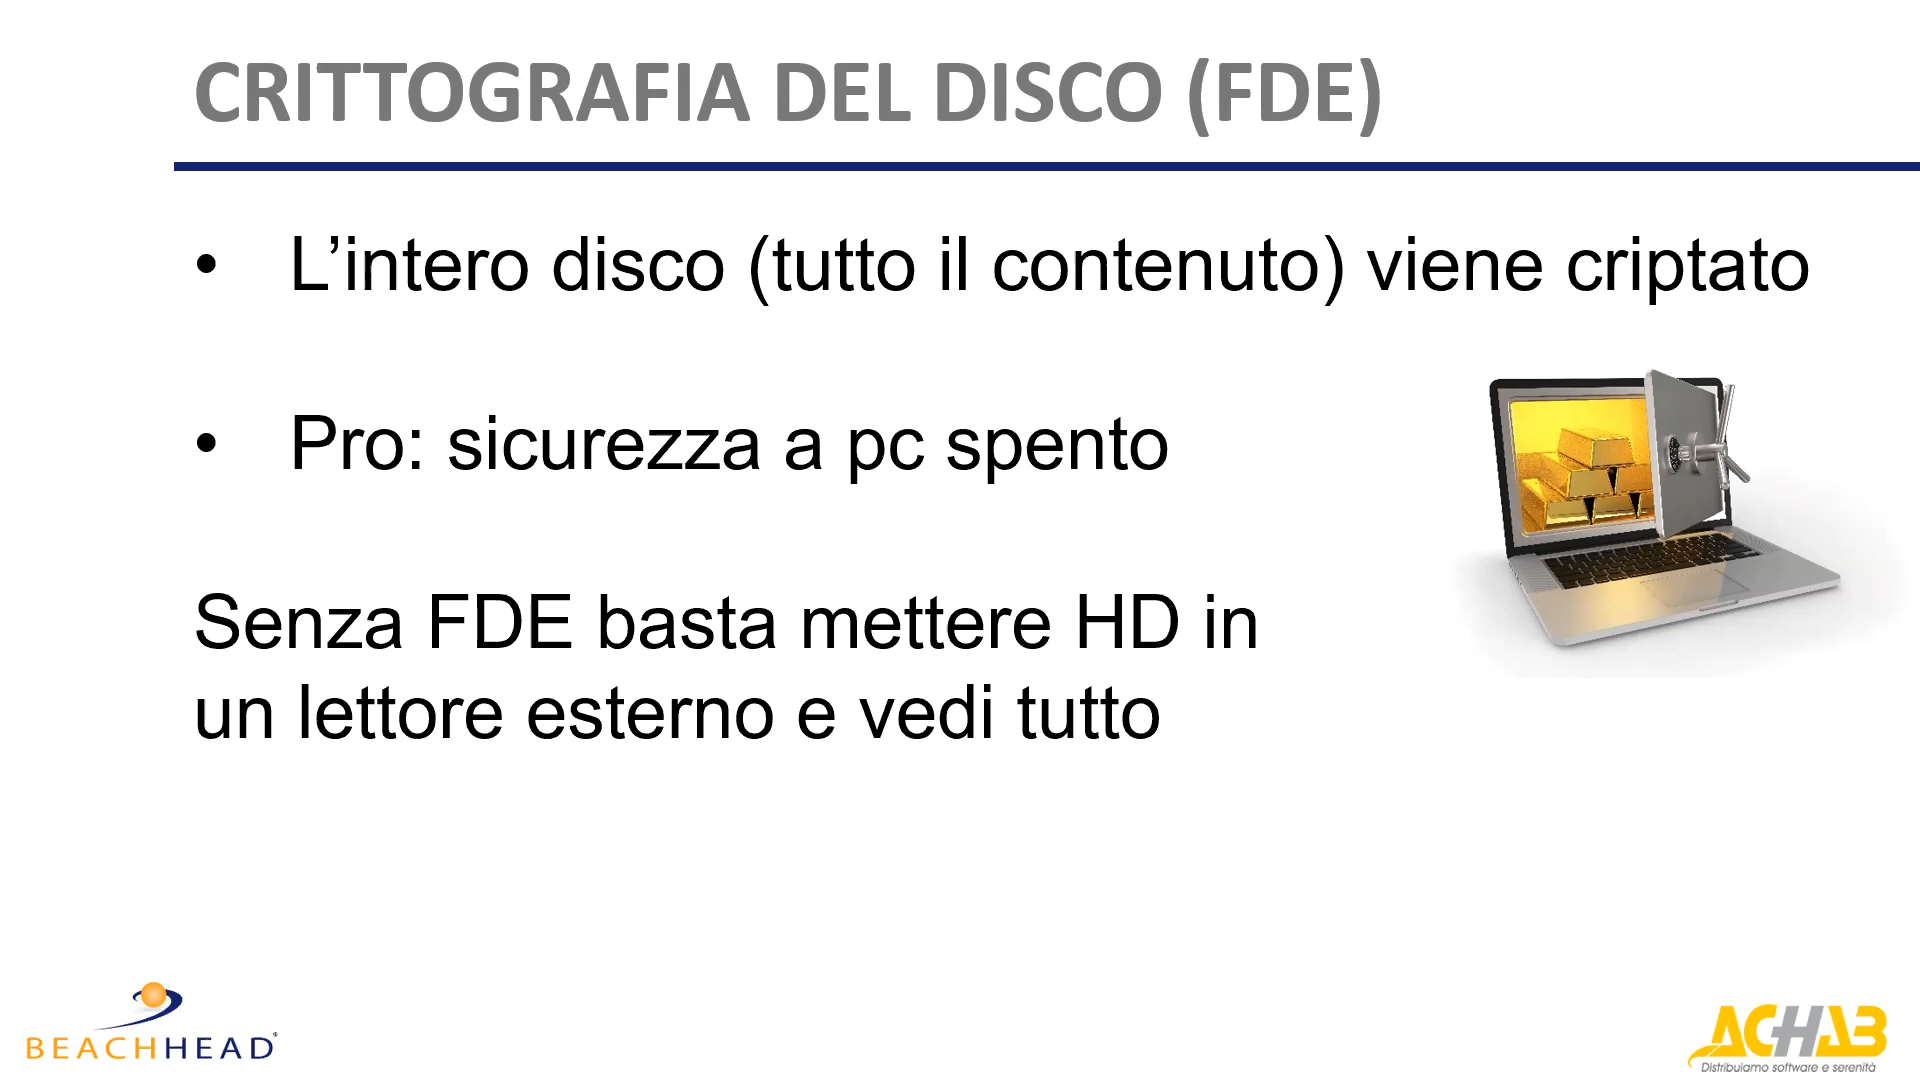 CRITTOGRAFIA DEL DISCO (FDE)
• L’intero disco (tutto il contenuto) viene criptato
• Pro: sicurezza a pc spento
Senza FDE basta mettere HD in
un lettore esterno e vedi tutto
BEACHHEAD®
ACHAB
Distribuiamo software e serenità